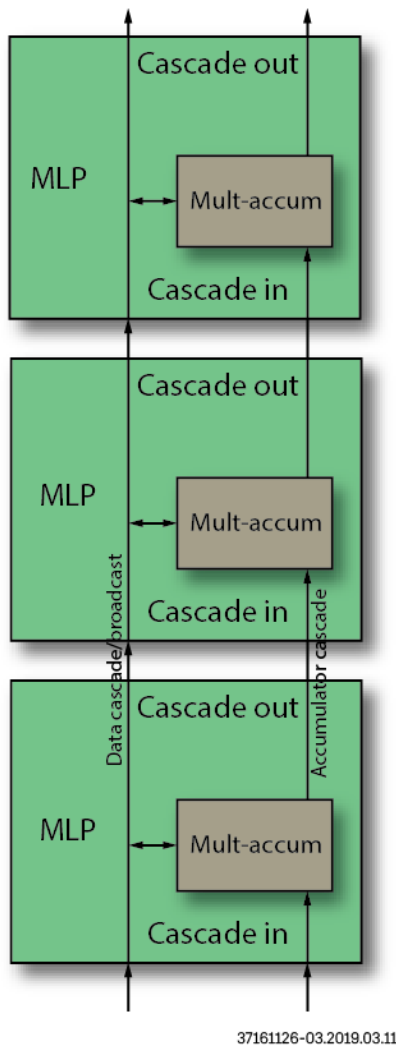 Cascade out
MLP
Mult-accum
Cascade in
Cascade out
MLP
Mult-accum
Cascade in
Data cascade/broadcast
Accumulator cascade
Cascade out
MLP
Mult-accum
Cascade in
37161126-03.2019.03.11